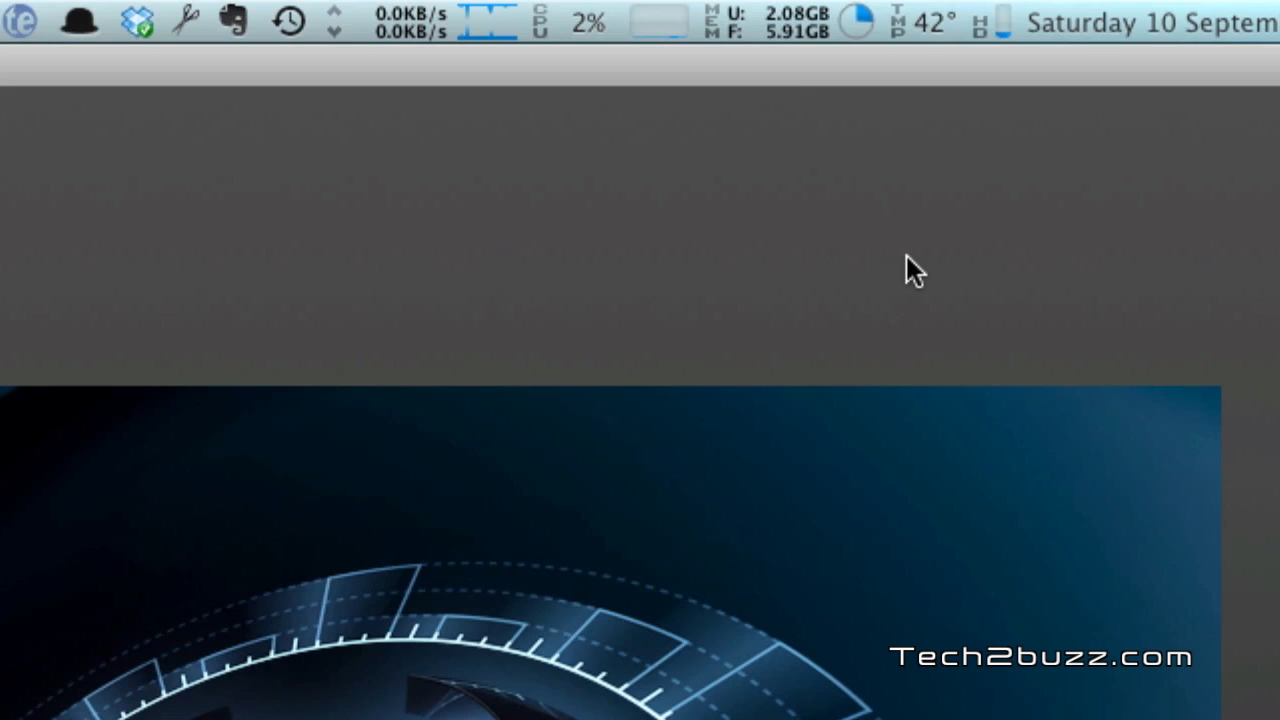 te
0.0KB/s
0.0KB/s
CPU
2%
MEM
U: 2.08GB
F: 5.91GB
TMP
42°
HD
Saturday 10 Septem
Tech2buzz.com